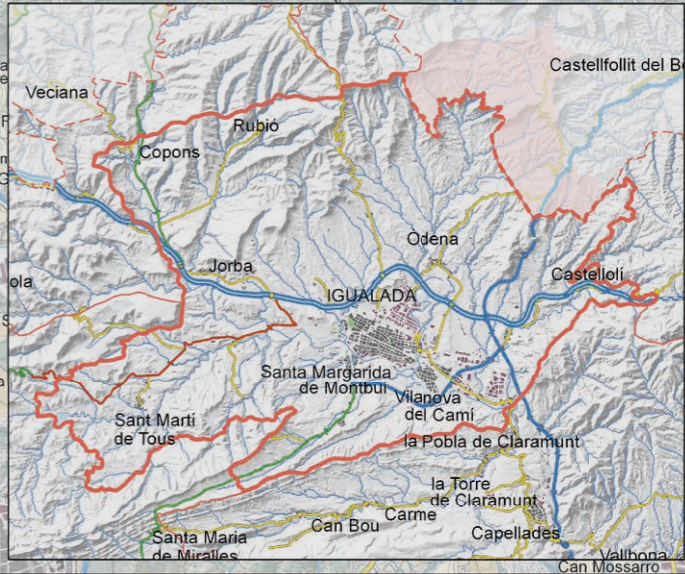 Castellfollit del B
Veciana
Rubió
Copons
Odena
Jorba
Castellolí
ola
IGUALADA
Santa Margarida
de Montbui
Vilanova
del Camí
Sant Martí
de Tous
la Pobla de Claramunt
la Torre
de Claramunt
Carme
Can Bou
Capellades
Santa Maria
de Miralles
Vallbona
Can Mossarro